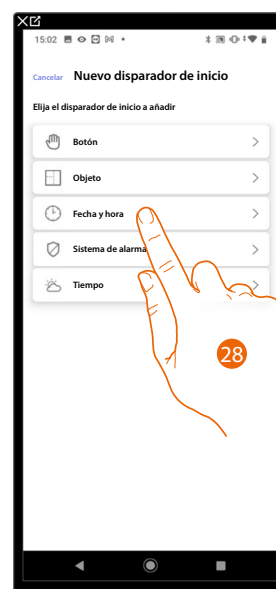 15:02
Cancelar Nuevo disparador de inicio
Elija el disparador de inicio a añadir
Botón
Objeto
Fecha y hora
Sistema de alarma
Tiempo
28